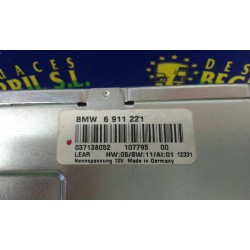 BMW 6 911 221
037138052 107795 00
LEAR HW:05/BW:11/AI:01 12331
Nennspannung 12V Made in Germany